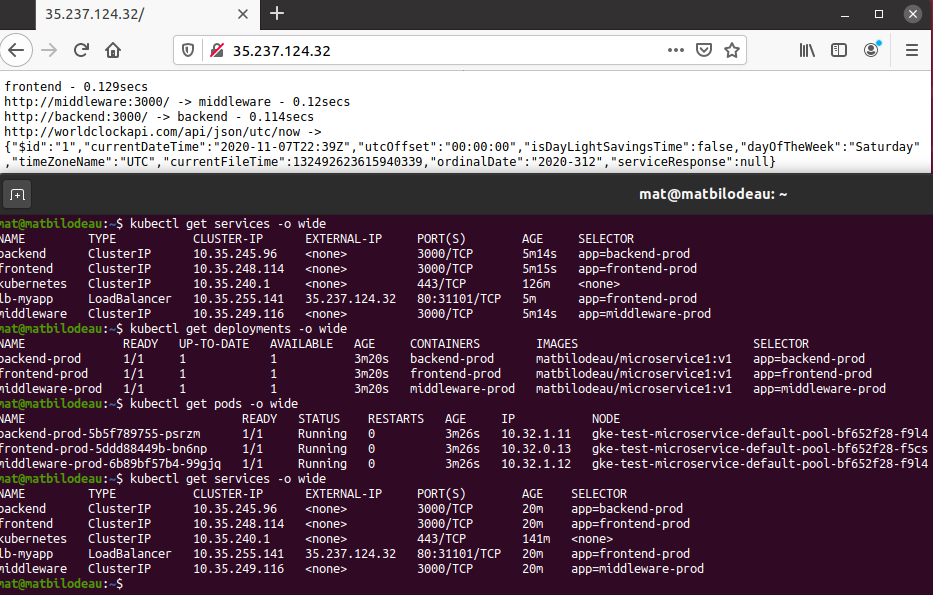 35.237.124.32/
35.237.124.32
frontend - 0.129secs
http://middleware:3000/ -> middleware - 0.12secs
http://backend:3000/ -> backend - 0.114secs
http://worldclockapi.com/api/json/utc/now ->
{"$id":"1","currentDateTime":"2020-11-07T22:39Z","utcOffset":"00:00:00","isDayLightSavingsTime":false,"dayOfTheWeek":"Saturday"
,"timeZoneName":"UTC","currentFileTime":132492623615940339,"ordinalDate":"2020-312","serviceResponse":null}
mat@matbilodeau: ~
mat@matbilodeau:~$ kubectl get services -o wide
NAME TYPE CLUSTER-IP EXTERNAL-IP PORT(S) AGE SELECTOR
backend ClusterIP 10.35.245.96 <none> 3000/TCP 5m14s app=backend-prod
frontend ClusterIP 10.35.248.114 <none> 3000/TCP 5m15s app=frontend-prod
kubernetes ClusterIP 10.35.240.1 <none> 443/TCP 126m <none>
lb-myapp LoadBalancer 10.35.255.141 35.237.124.32 80:31101/TCP 5m app=frontend-prod
middleware ClusterIP 10.35.249.116 <none> 3000/TCP 5m14s app=middleware-prod
mat@matbilodeau:~$ kubectl get deployments -o wide
NAME READY UP-TO-DATE AVAILABLE AGE CONTAINERS IMAGES SELECTOR
backend-prod 1/1 1 1 3m20s backend-prod matbilodeau/microservice1:v1 app=backend-prod
frontend-prod 1/1 1 1 3m20s frontend-prod matbilodeau/microservice1:v1 app=frontend-prod
middleware-prod 1/1 1 1 3m20s middleware-prod matbilodeau/microservice1:v1 app=middleware-prod
mat@matbilodeau:~$ kubectl get pods -o wide
NAME READY STATUS RESTARTS AGE IP NODE
backend-prod-5b5f789755-psrzm 1/1 Running 0 3m26s 10.32.1.11 gke-test-microservice-default-pool-bf652f28-f9l4
frontend-prod-5ddd88449b-bn6np 1/1 Running 0 3m26s 10.32.0.13 gke-test-microservice-default-pool-bf652f28-f5cs
middleware-prod-6b89bf57b4-99gjq 1/1 Running 0 3m26s 10.32.1.12 gke-test-microservice-default-pool-bf652f28-f9l4
mat@matbilodeau:~$ kubectl get services -o wide
NAME TYPE CLUSTER-IP EXTERNAL-IP PORT(S) AGE SELECTOR
backend ClusterIP 10.35.245.96 <none> 3000/TCP 20m app=backend-prod
frontend ClusterIP 10.35.248.114 <none> 3000/TCP 20m app=frontend-prod
kubernetes ClusterIP 10.35.240.1 <none> 443/TCP 141m <none>
lb-myapp LoadBalancer 10.35.255.141 35.237.124.32 80:31101/TCP 20m app=frontend-prod
middleware ClusterIP 10.35.249.116 <none> 3000/TCP 20m app=middleware-prod
mat@matbilodeau:~$